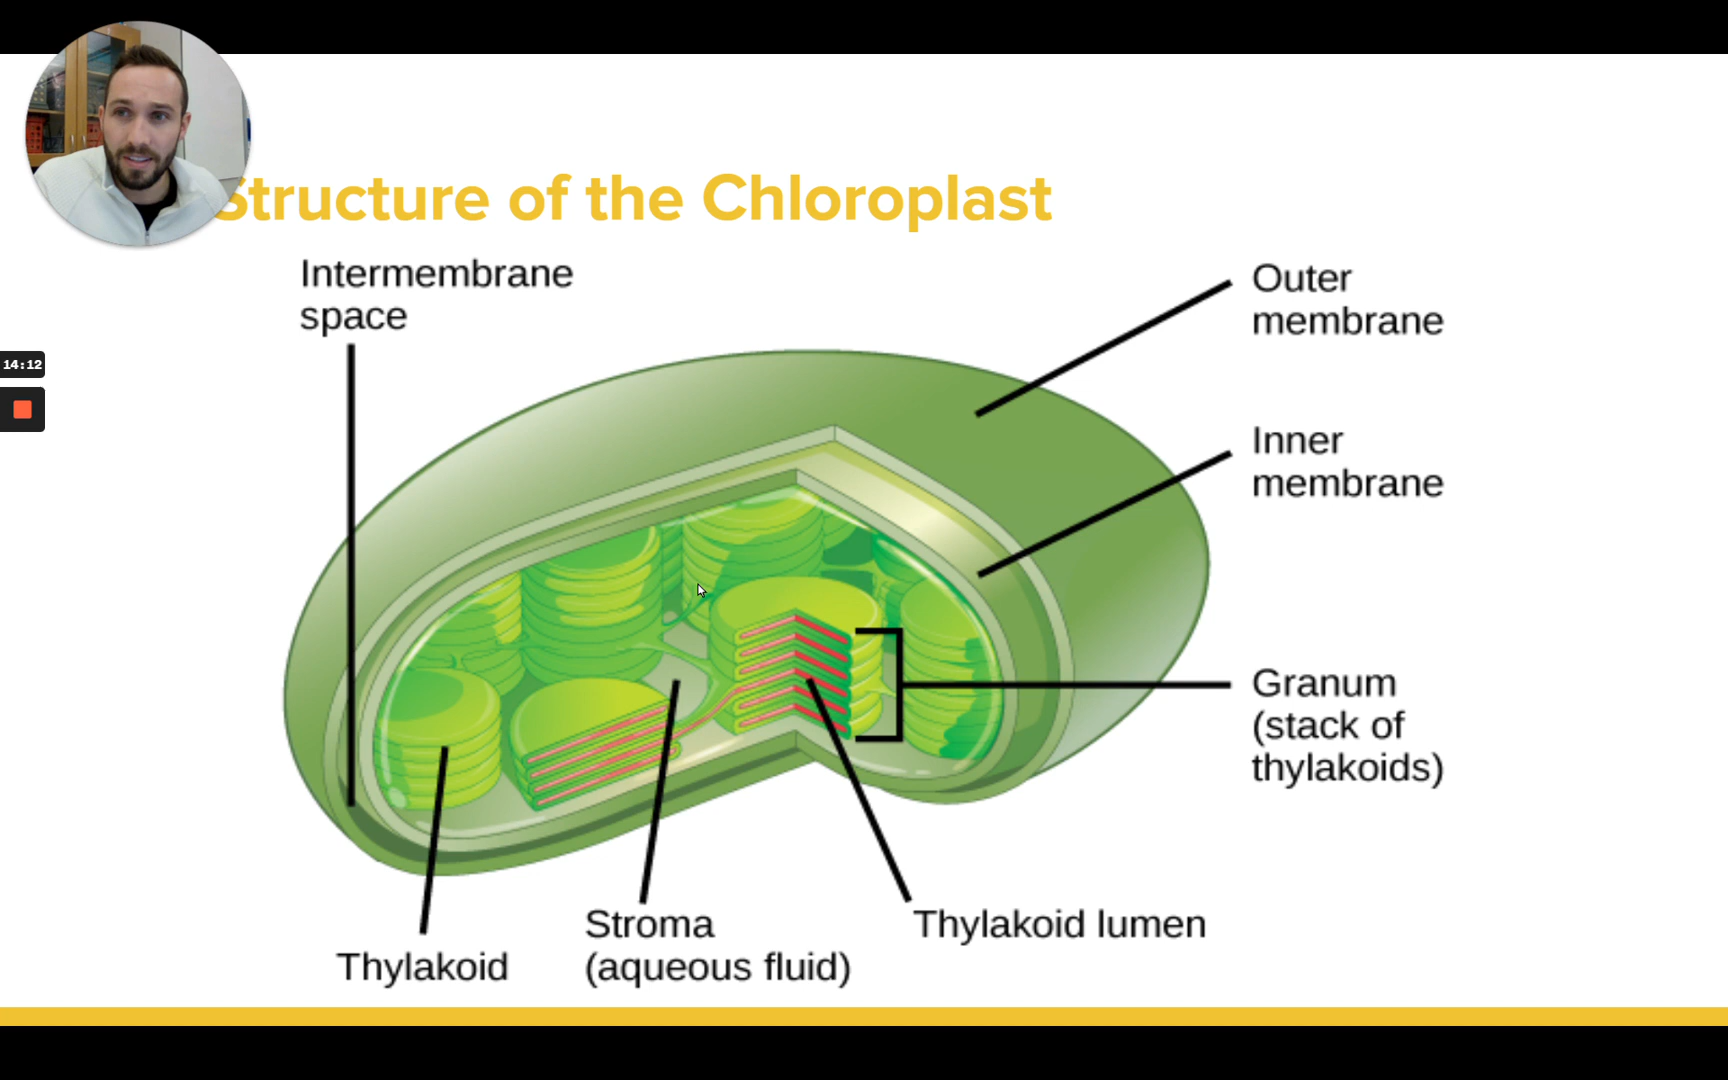 Structure of the Chloroplast
Intermembrane
space
Outer
membrane
14:12
Inner
membrane
Granum
(stack of
thylakoids)
Stroma
(aqueous fluid)
Thylakoid lumen
Thylakoid